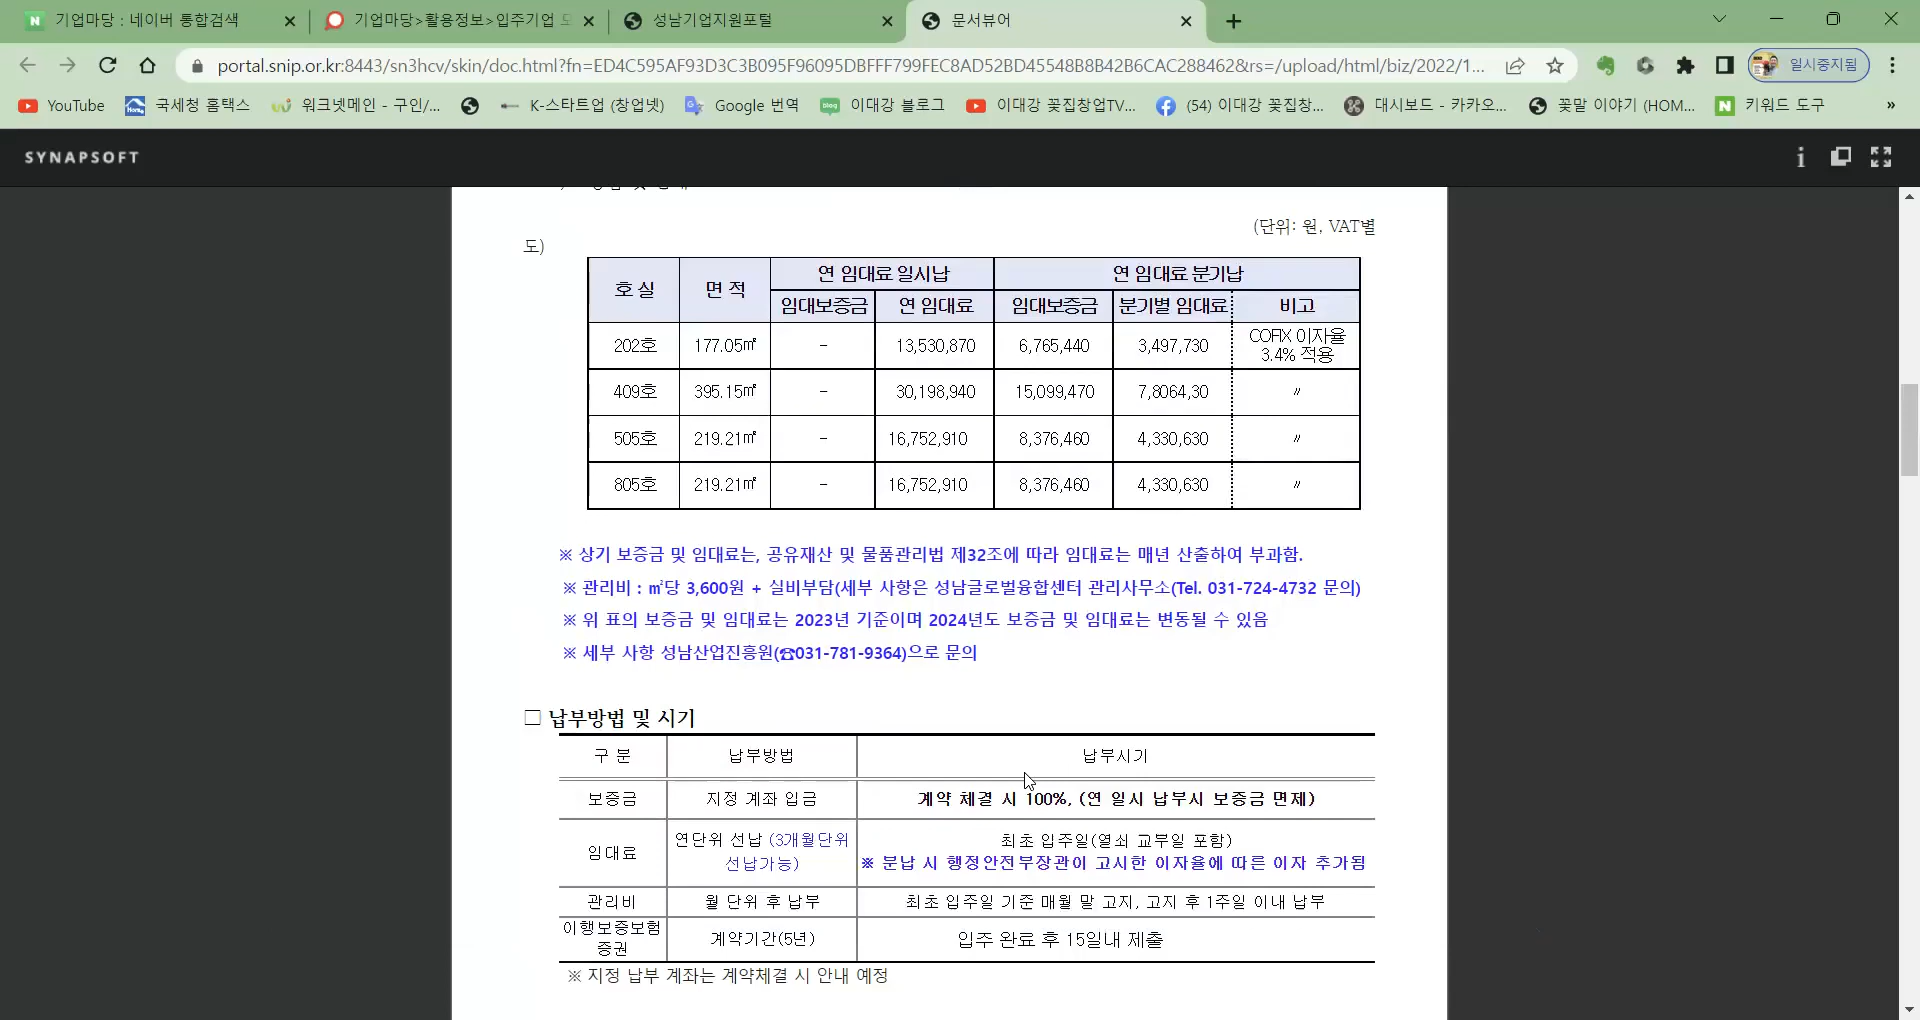 기업마당 : 네이버 통합검색
기업마당>활용정보>입주기업 모
성남기업지원포털
문서뷰어
portal.snip.or.kr:8443/sn3hcv/skin/doc.html?fn=ED4C595AF93D3C3B095F96095DBFFF799FEC8AD52BD45548B8B42B6CAC288462&rs=/upload/html/biz/2022/1...
일시중지됨
YouTube
국세청 홈택스
워크넷메인 - 구인/...
K-스타트업 (창업넷)
Google 번역
이대강 블로그
이대강 꽃집창업TV...
(54) 이대강 꽃집창...
대시보드 - 카카오...
꽃말 이야기 (HOM...
키워드 도구
»
SYNAPSOFT
(단위: 원, VAT별
도)
호 실 면 적 연 임대료 일시납 연 임대료 분기납
임대보증금 연 임대료 임대보증금 분기별 임대료 비고
202호 177.05㎡ - 13,530,870 6,765,440 3,497,730 COFIX 이자율
3.4% 적용
409호 395.15㎡ - 30,198,940 15,099,470 7,8064,30 〃
505호 219.21㎡ - 16,752,910 8,376,460 4,330,630 〃
805호 219.21㎡ - 16,752,910 8,376,460 4,330,630 〃
※ 상기 보증금 및 임대료는, 공유재산 및 물품관리법 제32조에 따라 임대료는 매년 산출하여 부과함.
※ 관리비 : ㎡당 3,600원 + 실비부담(세부 사항은 성남글로벌융합센터 관리사무소(Tel. 031-724-4732 문의)
※ 위 표의 보증금 및 임대료는 2023년 기준이며 2024년도 보증금 및 임대료는 변동될 수 있음
※ 세부 사항 성남산업진흥원(☎031-781-9364)으로 문의
□ 납부방법 및 시기
구 분 납부방법 납부시기
보증금 지정 계좌 입금 계약 체결 시 100%, (연 일시 납부시 보증금 면제)
임대료 연단위 선납 (3개월단위 선납가능) 최초 입주일(열쇠 교부일 포함)
※ 분납 시 행정안전부장관이 고시한 이자율에 따른 이자 추가됨
관리비 월 단위 후 납부 최초 입주일 기준 매월 말 고지, 고지 후 1주일 이내 납부
이행보증보험
증권 계약기간(5년) 입주 완료 후 15일내 제출
※ 지정 납부 계좌는 계약체결 시 안내 예정